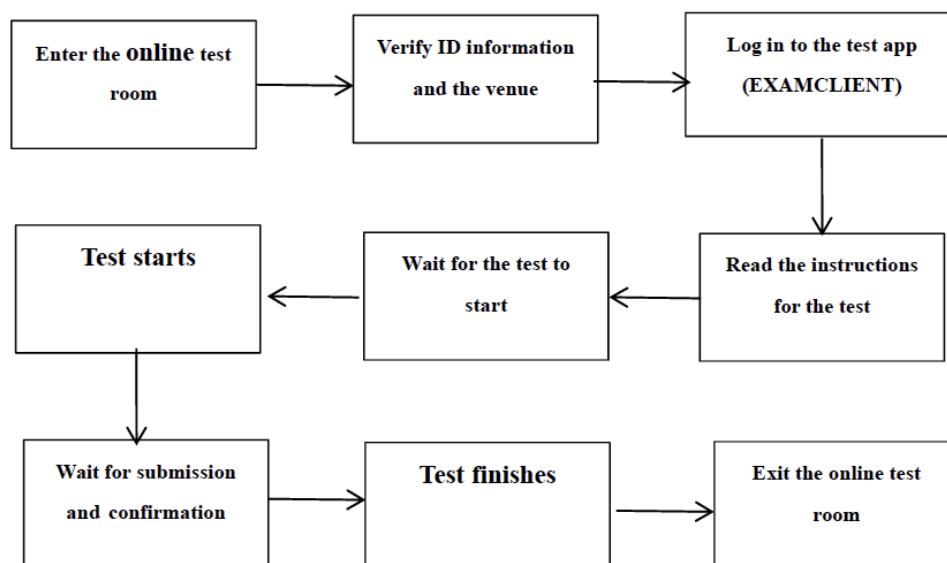 Enter the online test
room
Verify ID information
and the venue
Log in to the test app
(EXAMCLIENT)
Test starts
Wait for the test to
start
Read the instructions
for the test
Wait for submission
and confirmation
Test finishes
Exit the online test
room